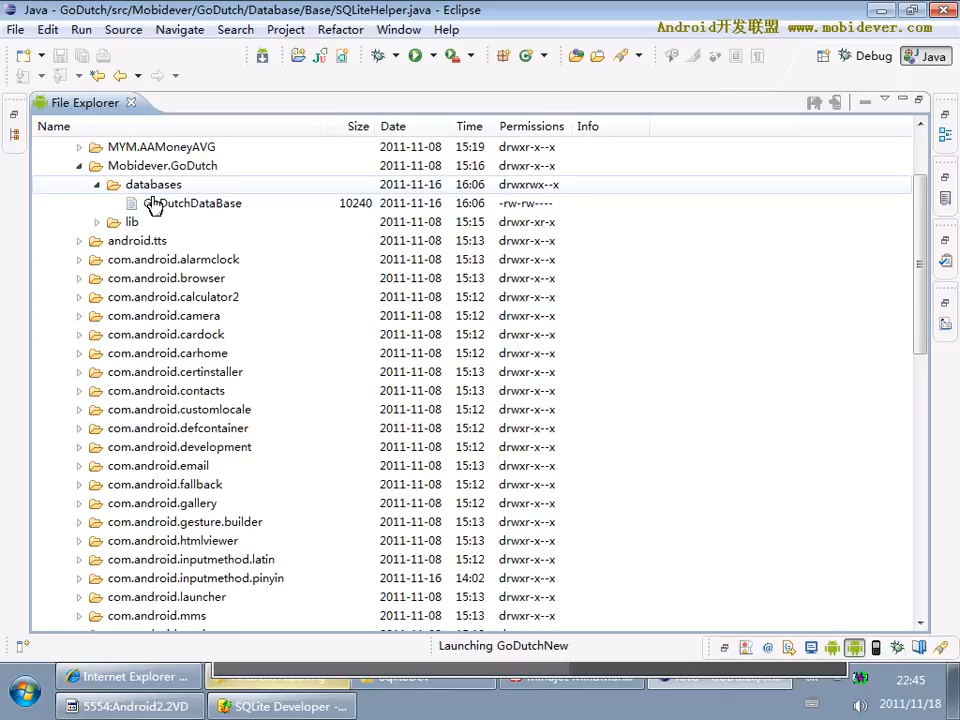 Java - GoDutch/src/Mobidever/GoDutch/Database/Base/SQLiteHelper.java - Eclipse
File Edit Run Source Navigate Search Project Refactor Window Help
Android开发联盟 www.mobidever.com
Debug Java
File Explorer
Name Size Date Time Permissions Info
MYM.AAMoneyAVG 2011-11-08 15:19 drwxr-x--x
Mobidever.GoDutch 2011-11-08 15:16 drwxr-x--x
databases 2011-11-16 16:06 drwxrwx--x
GoDutchDataBase 10240 2011-11-16 16:06 -rw-rw----
lib 2011-11-08 15:15 drwxr-xr-x
android.tts 2011-11-08 15:13 drwxr-x--x
com.android.alarmclock 2011-11-08 15:13 drwxr-x--x
com.android.browser 2011-11-08 15:13 drwxr-x--x
com.android.calculator2 2011-11-08 15:12 drwxr-x--x
com.android.camera 2011-11-08 15:12 drwxr-x--x
com.android.cardock 2011-11-08 15:12 drwxr-x--x
com.android.carhome 2011-11-08 15:12 drwxr-x--x
com.android.certinstaller 2011-11-08 15:13 drwxr-x--x
com.android.contacts 2011-11-08 15:13 drwxr-x--x
com.android.customlocale 2011-11-08 15:12 drwxr-x--x
com.android.defcontainer 2011-11-08 15:12 drwxr-x--x
com.android.development 2011-11-08 15:12 drwxr-x--x
com.android.email 2011-11-08 15:13 drwxr-x--x
com.android.fallback 2011-11-08 15:12 drwxr-x--x
com.android.gallery 2011-11-08 15:12 drwxr-x--x
com.android.gesture.builder 2011-11-08 15:13 drwxr-x--x
com.android.htmlviewer 2011-11-08 15:13 drwxr-x--x
com.android.inputmethod.latin 2011-11-08 15:12 drwxr-x--x
com.android.inputmethod.pinyin 2011-11-16 14:02 drwxr-x--x
com.android.launcher 2011-11-08 15:13 drwxr-x--x
com.android.mms 2011-11-08 15:13 drwxr-x--x
Launching GoDutchNew
Internet Explorer ...
22:45
5554:Android2.2VD SQLite Developer - ...
2011/11/18